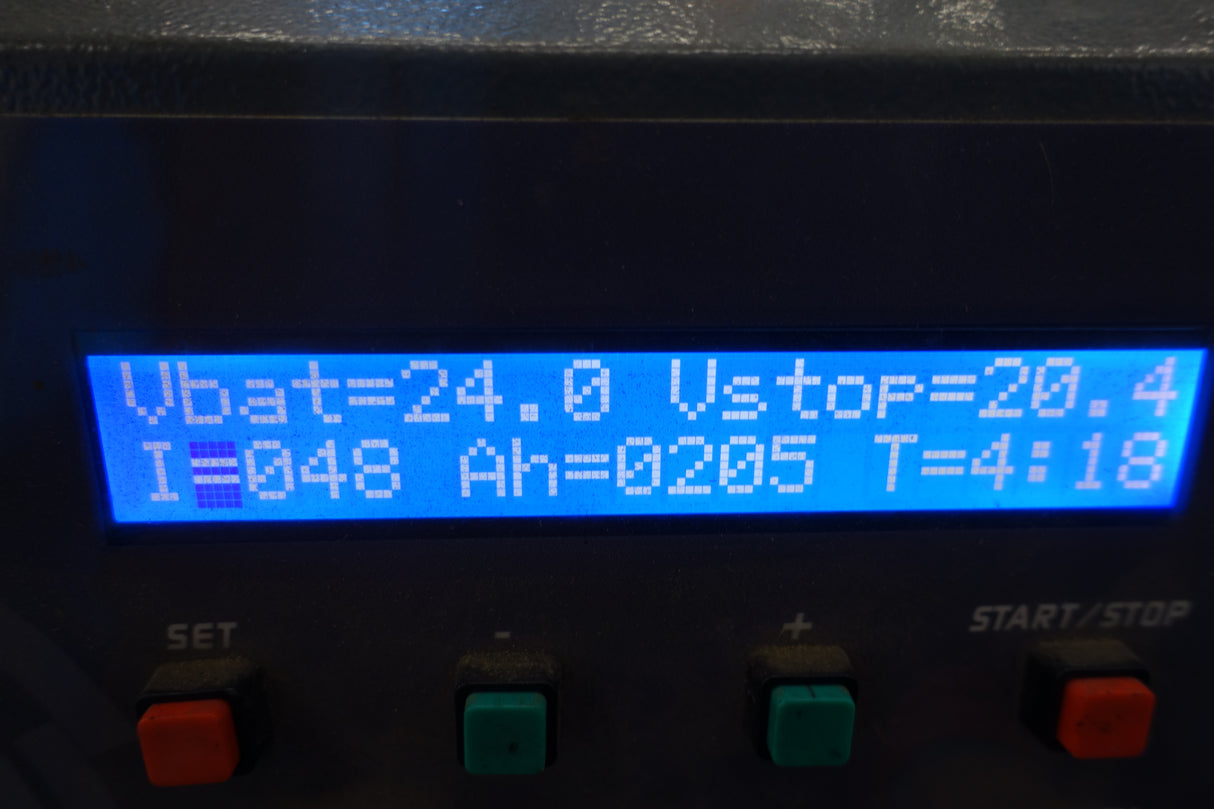 Vbat=24.0 Vstop=20.4
I=048 Ah=0205 T=4:18
SET - + START/STOP